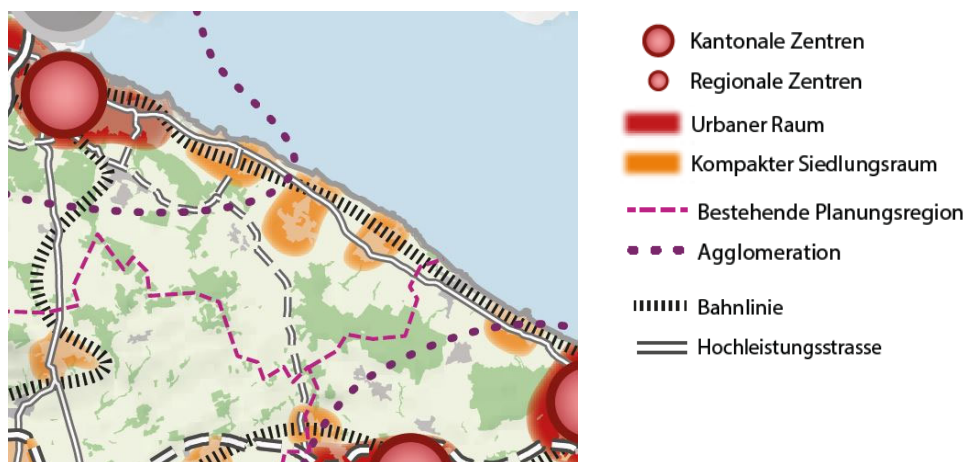 Kantonale Zentren
Regionale Zentren
Urbaner Raum
Kompakter Siedlungsraum
Bestehende Planungsregion
Agglomeration
Bahnlinie
Hochleistungsstrasse